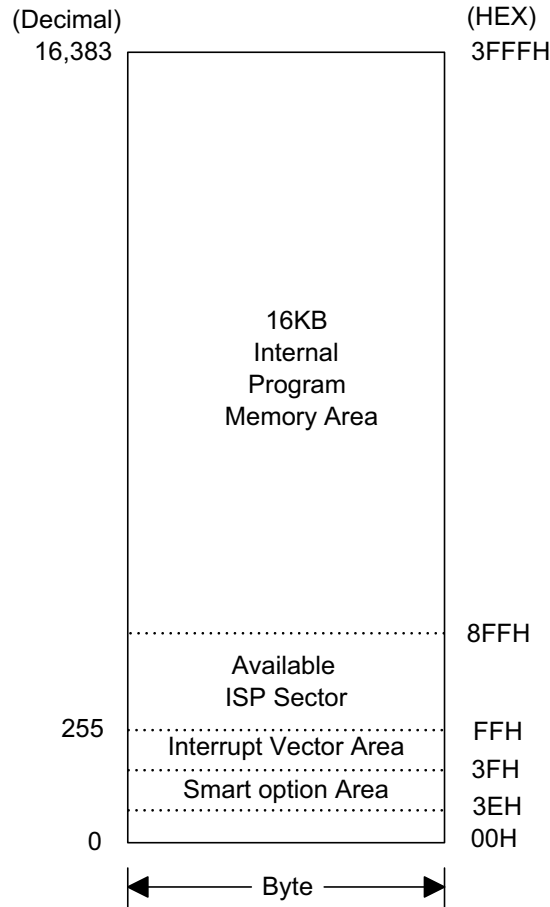 (Decimal) (HEX)
16,383 3FFFH
16KB
Internal
Program
Memory Area
8FFH
Available
ISP Sector
255 FFH
Interrupt Vector Area
3FH
Smart option Area
3EH
0 00H
Byte